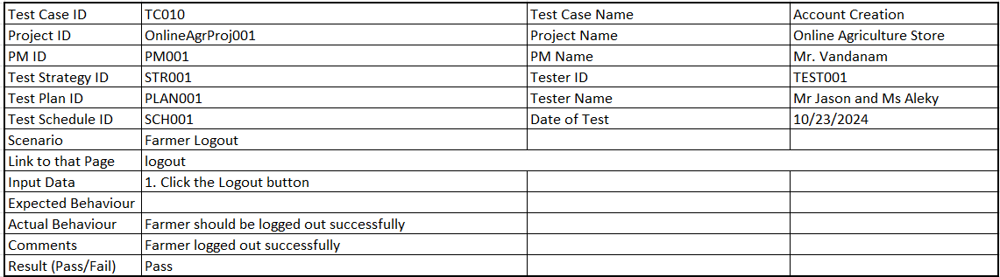 Test Case ID TC010 Test Case Name Account Creation
Project ID OnlineAgrProj001 Project Name Online Agriculture Store
PM ID PM001 PM Name Mr. Vandanam
Test Strategy ID STR001 Tester ID TEST001
Test Plan ID PLAN001 Tester Name Mr Jason and Ms Aleky
Test Schedule ID SCH001 Date of Test 10/23/2024
Scenario Farmer Logout
Link to that Page logout
Input Data 1. Click the Logout button
Expected Behaviour
Actual Behaviour Farmer should be logged out successfully
Comments Farmer logged out successfully
Result (Pass/Fail) Pass